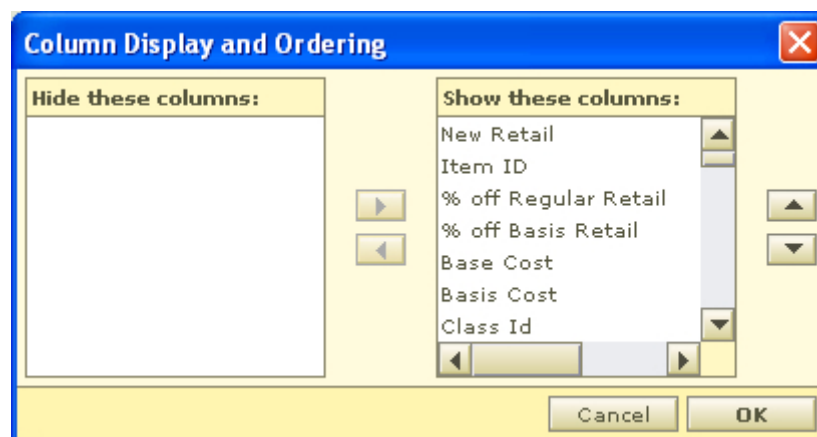 Column Display and Ordering
Hide these columns:
Show these columns:
New Retail
Item ID
% off Regular Retail
% off Basis Retail
Base Cost
Basis Cost
Class Id
Cancel
OK